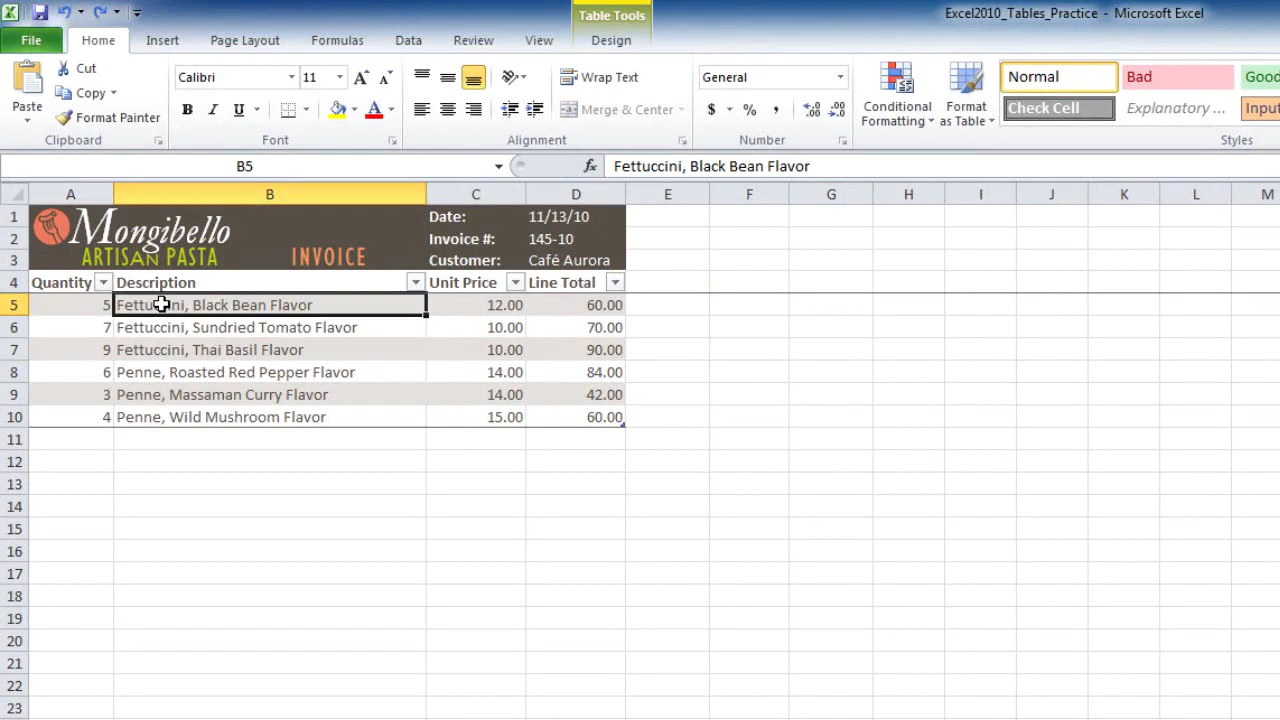 Table Tools
Excel2010_Tables_Practice - Microsoft Excel
File Home Insert Page Layout Formulas Data Review View Design
Paste Cut Copy Format Painter
Calibri 11
B I U A
Wrap Text
Merge & Center
General
$ % ,
Conditional Formatting
Format as Table
Normal Bad Good
Check Cell Explanatory ... Input
Clipboard Font Alignment Number Styles
B5 fx Fettuccini, Black Bean Flavor
A B C D E F G H I J K L M
1 Mongibello Date: 11/13/10
2 Invoice #: 145-10
3 ARTISAN PASTA INVOICE Customer: Café Aurora
4 Quantity Description Unit Price Line Total
5 5 Fettuccini, Black Bean Flavor 12.00 60.00
6 7 Fettuccini, Sundried Tomato Flavor 10.00 70.00
7 9 Fettuccini, Thai Basil Flavor 10.00 90.00
8 6 Penne, Roasted Red Pepper Flavor 14.00 84.00
9 3 Penne, Massaman Curry Flavor 14.00 42.00
10 4 Penne, Wild Mushroom Flavor 15.00 60.00
11
12
13
14
15
16
17
18
19
20
21
22
23